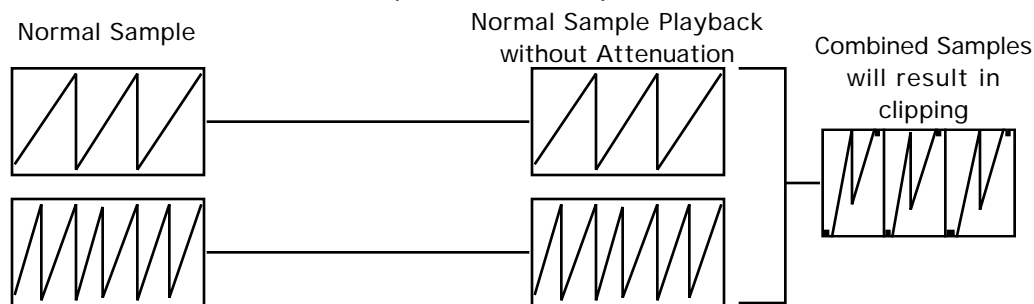 Normal Sample
Normal Sample Playback
without Attenuation
Combined Samples
will result in
clipping